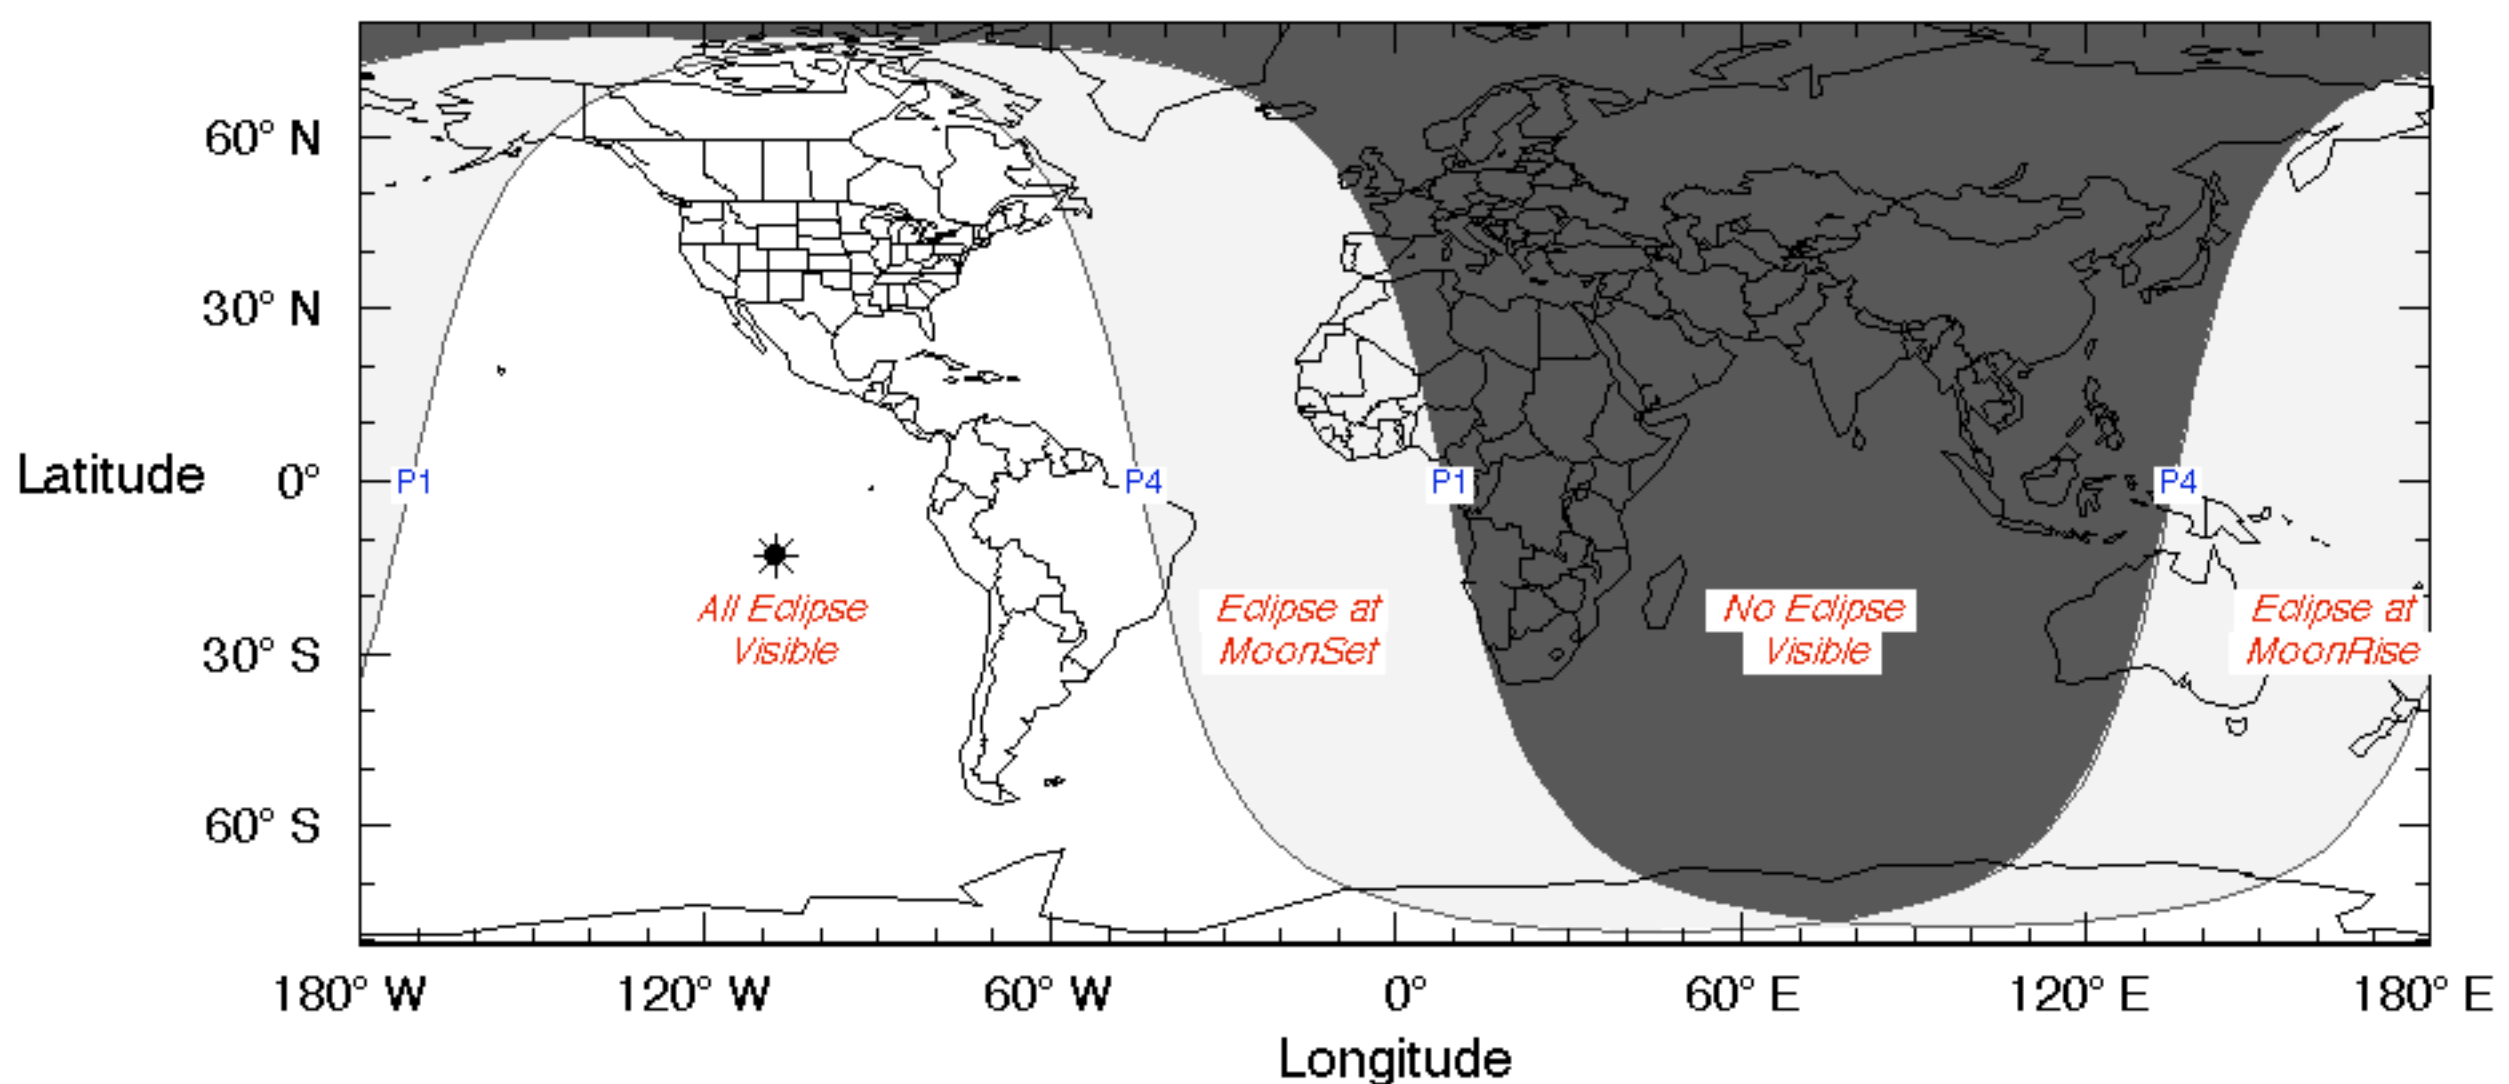 60° N
30° N
Latitude 0°
P1 P4 P1 P4
All Eclipse
Visible
Eclipse at
MoonSet
No Eclipse
Visible
Eclipse at
MoonRise
30° S
60° S
180° W 120° W 60° W 0° 60° E 120° E 180° E
Longitude